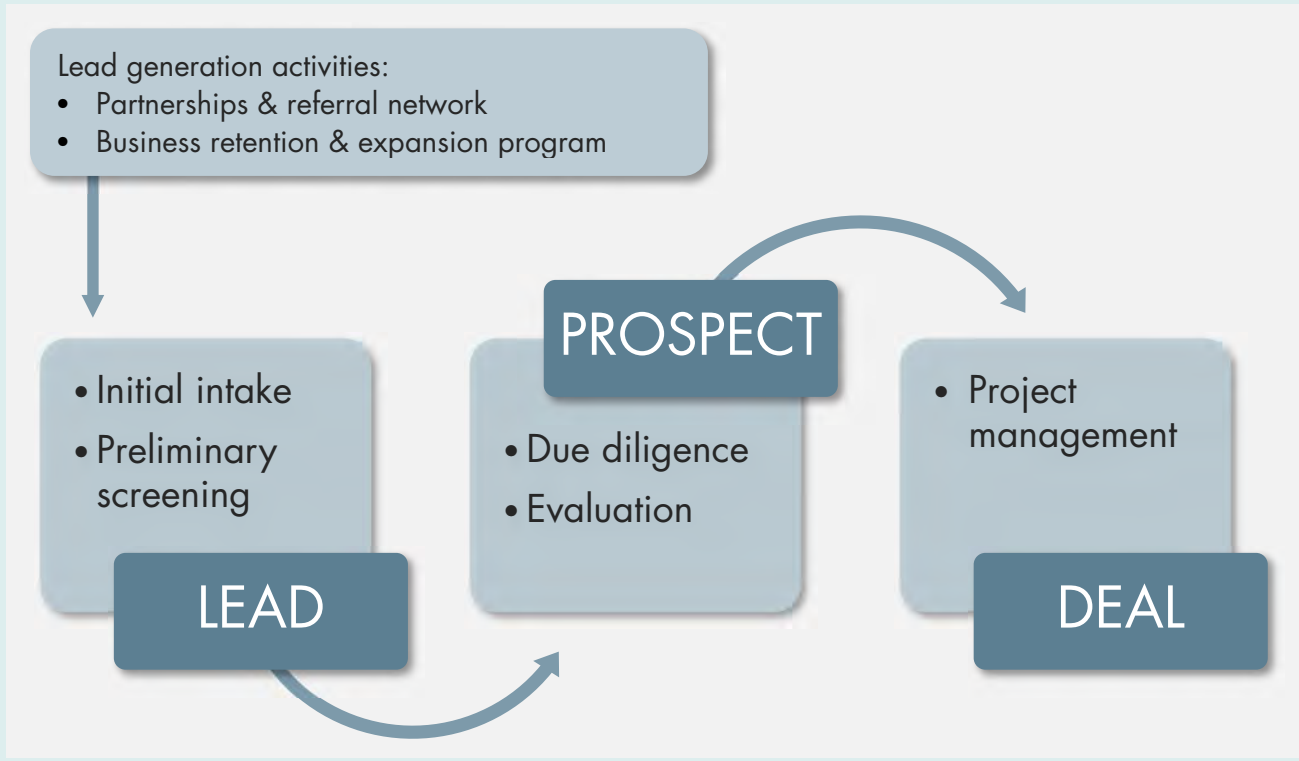 Lead generation activities:
• Partnerships & referral network
• Business retention & expansion program
• Initial intake
• Preliminary
screening
LEAD
PROSPECT
• Due diligence
• Evaluation
• Project
management
DEAL